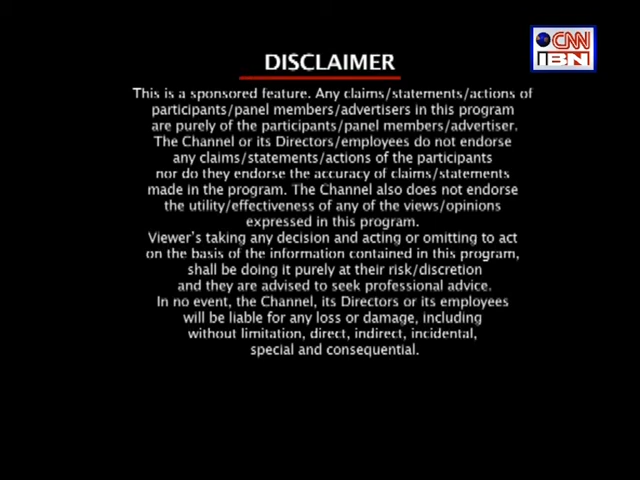 CNN
IBN
DISCLAIMER
This is a sponsored feature. Any claims/statements/actions of
participants/panel members/advertisers in this program
are purely of the participants/panel members/advertiser.
The Channel or its Directors/employees do not endorse
any claims/statements/actions of the participants
nor do they endorse the accuracy of claims/statements
made in the program. The Channel also does not endorse
the utility/effectiveness of any of the views/opinions
expressed in this program.
Viewer's taking any decision and acting or omitting to act
on the basis of the information contained in this program,
shall be doing it purely at their risk/discretion
and they are advised to seek professional advice.
In no event, the Channel, its Directors or its employees
will be liable for any loss or damage, including
without limitation, direct, indirect, incidental,
special and consequential.